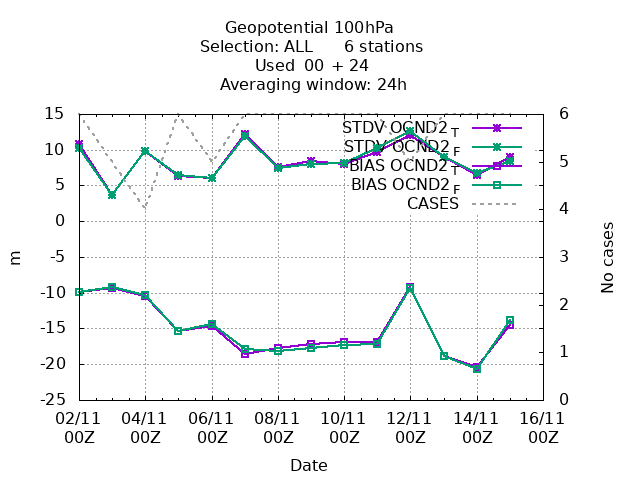 Geopotential 100hPa
Selection: ALL 6 stations
Used 00 + 24
Averaging window: 24h
15 6
STDV OCND2 T
STDV OCND2 F
10 5
BIAS OCND2 T
BIAS OCND2 F
5
CASES
4
0
m
-5 3
No cases
-10 2
-15
-20 1
-25 0
02/11 04/11 06/11 08/11 10/11 12/11 14/11 16/11
00Z 00Z 00Z 00Z 00Z 00Z 00Z 00Z
Date